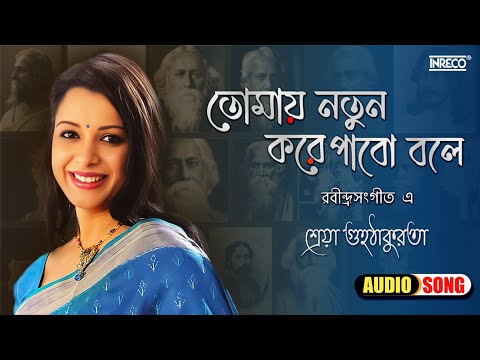 INRECO
তোমায় নতুন
করে পাবো বলে
রবীন্দ্রসংগীত এ
শ্রেয়া গুহঠাকুরতা
AUDIO SONG